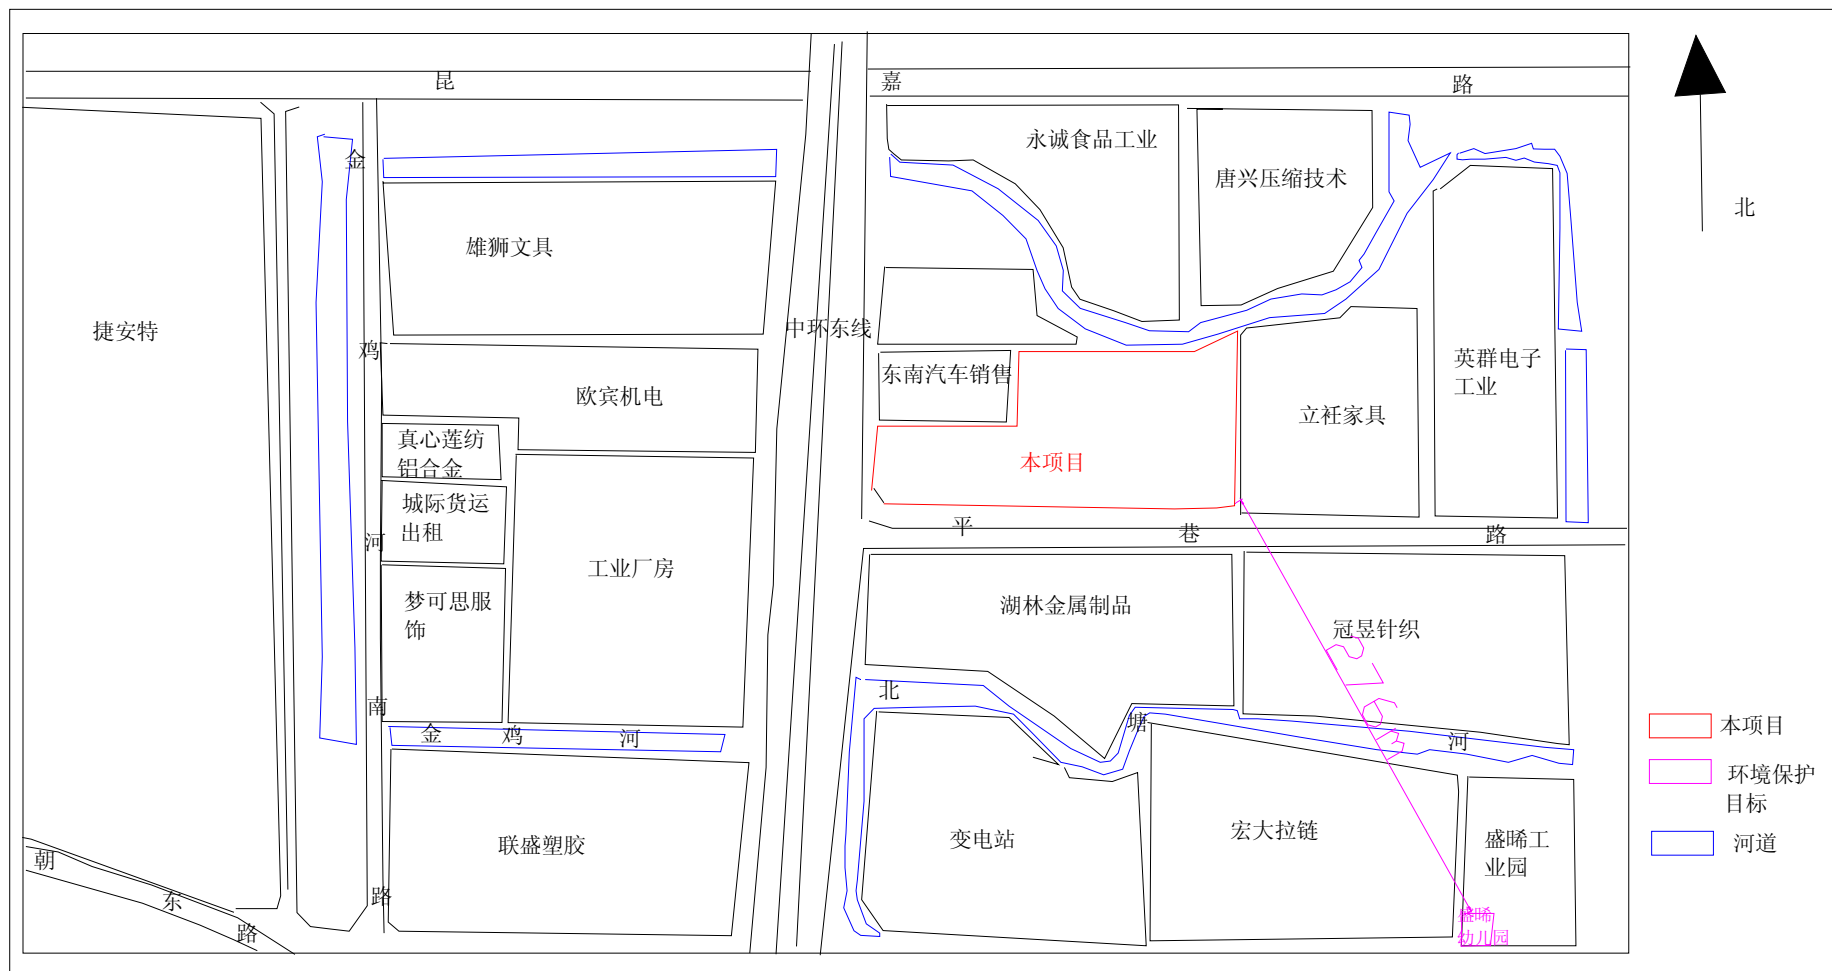 昆
嘉
路
金
鸡
河
南
路
永诚食品工业
唐兴压缩技术
北
雄狮文具
捷安特
中环东线
东南汽车销售
英群电子
工业
欧宾机电
立衽家具
真心莲纺
铝合金
本项目
城际货运
出租
平
巷
路
工业厂房
梦可思服
饰
湖林金属制品
冠昱针织
216m
金
鸡
河
北
塘
河
联盛塑胶
变电站
宏大拉链
盛晞工
业园
朝
东
路
盛晞
幼儿园
本项目
环境保护
目标
河道